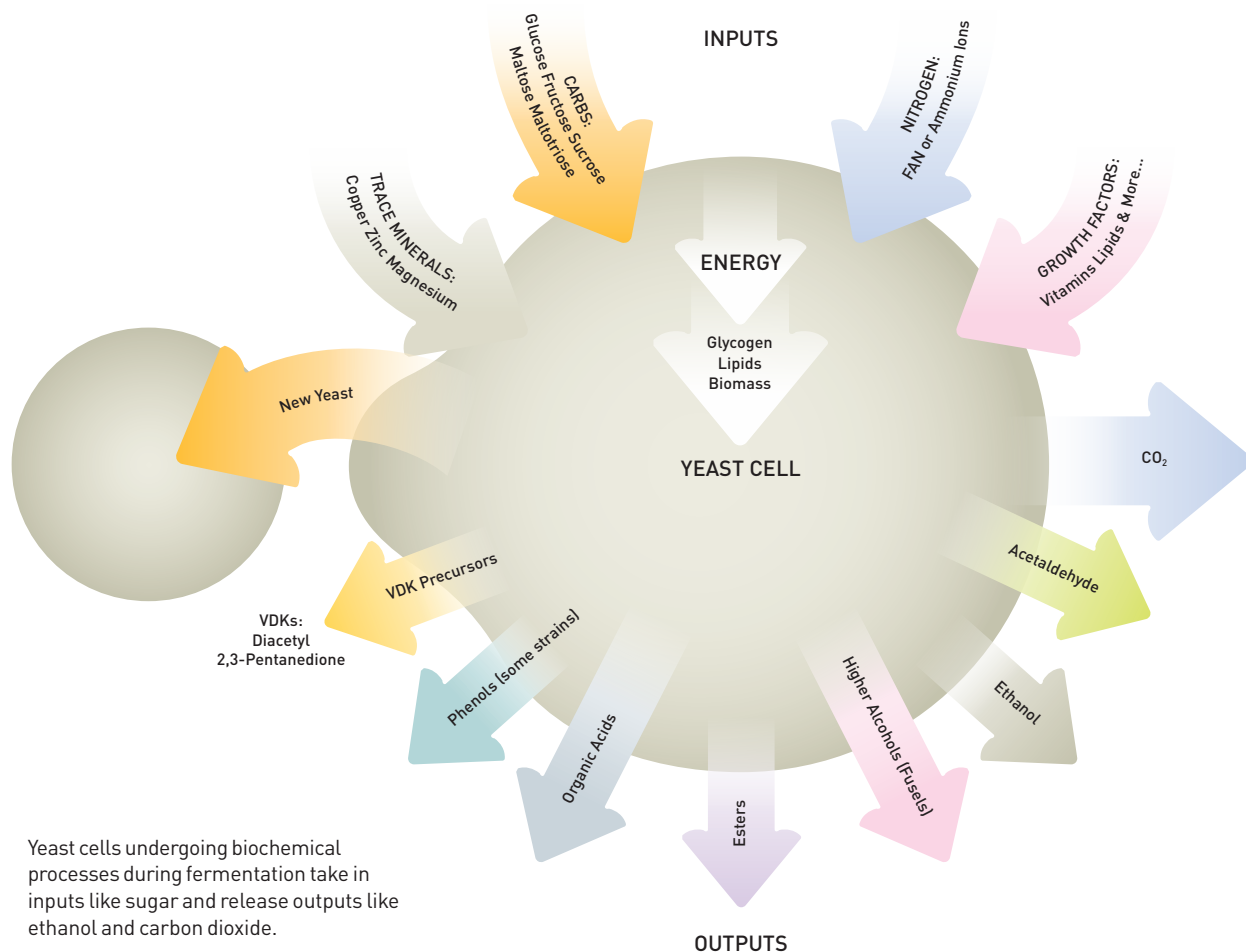 INPUTS
CARBS:
Glucose Fructose Sucrose
Maltose Maltotriose
NITROGEN:
FAN or Ammonium Ions
TRACE MINERALS:
Copper Zinc Magnesium
GROWTH FACTORS:
Vitamins Lipids & More...
ENERGY
Glycogen
Lipids
Biomass
New Yeast
YEAST CELL
CO₂
VDK Precursors
VDKs:
Diacetyl
2,3-Pentanedione
Acetaldehyde
Phenols (some strains)
Organic Acids
Esters
Higher Alcohols (Fusels)
Ethanol
Yeast cells undergoing biochemical
processes during fermentation take in
inputs like sugar and release outputs like
ethanol and carbon dioxide.
OUTPUTS